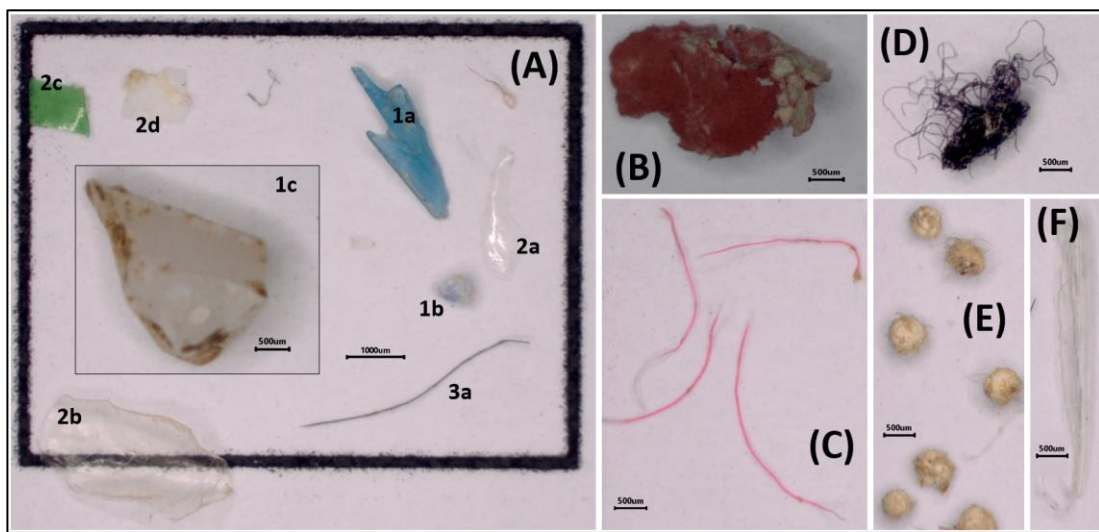 (A)
2c
2d
1a
1c
2a
1b
500um
1000um
3a
2b
(B)
500um
(D)
500um
(C)
500um
(E)
500um
(F)
500um